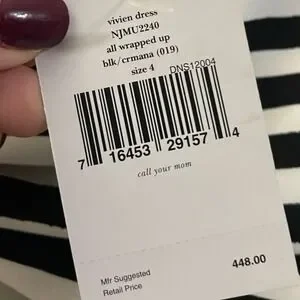 vivien dress
NJMU2240
all wrapped up
blk/crmana (019)
size 4 DNS12004
7 16453 29157 4
call your mom
Mfr Suggested
Retail Price 448.00